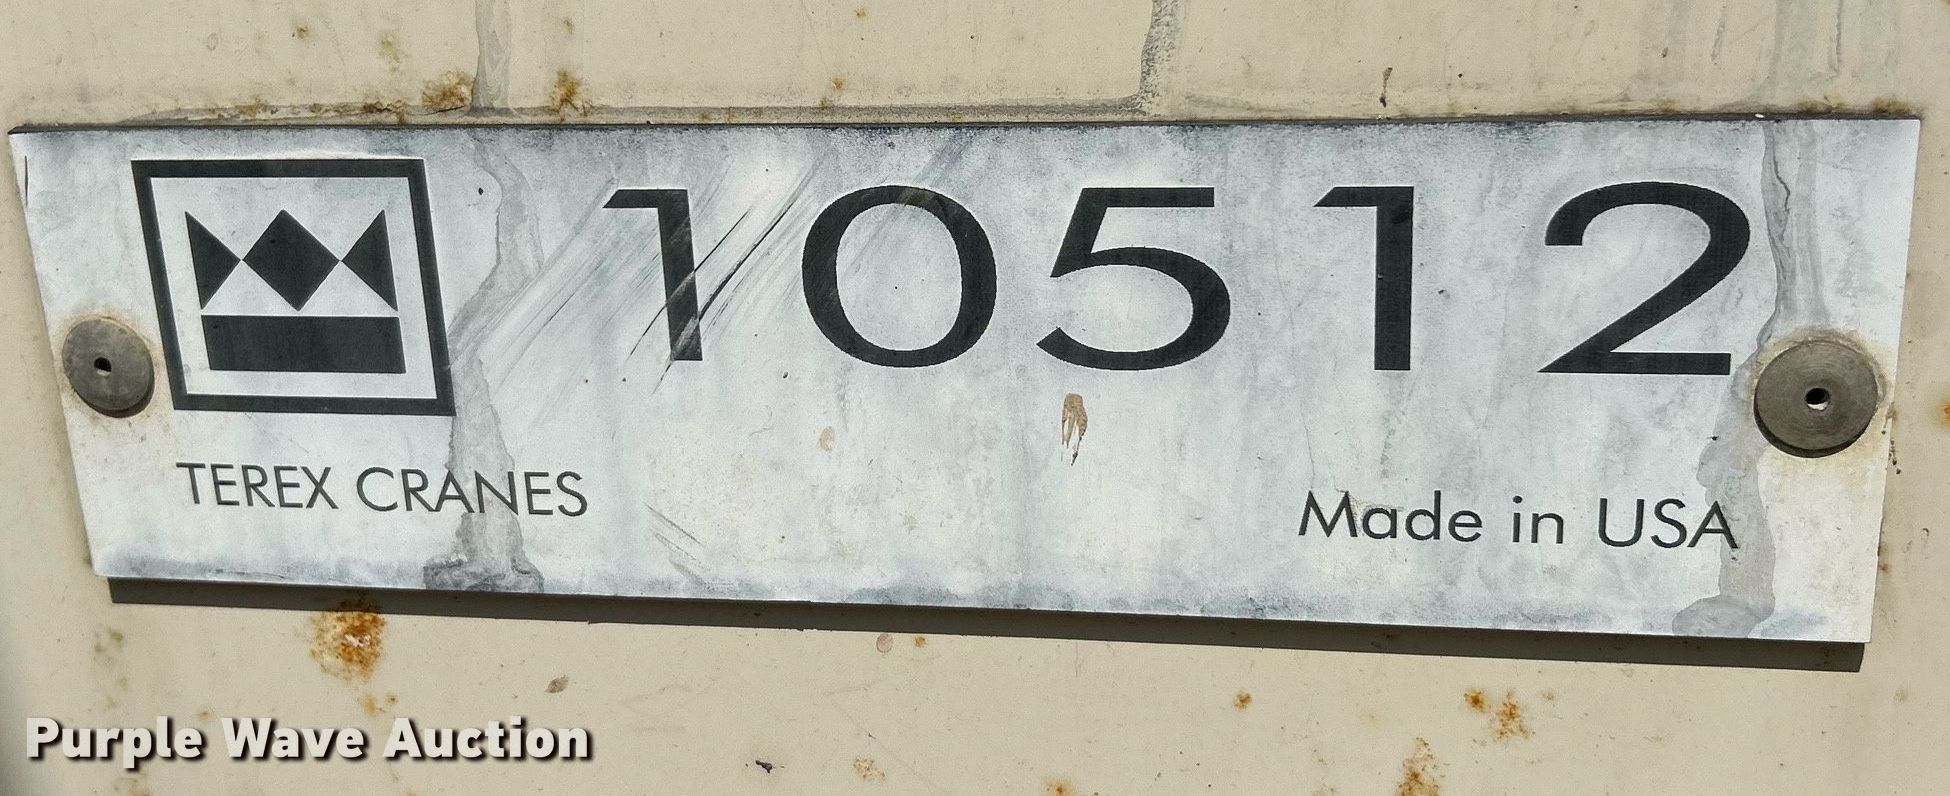 10512
TEREX CRANES
Made in USA
Purple Wave Auction